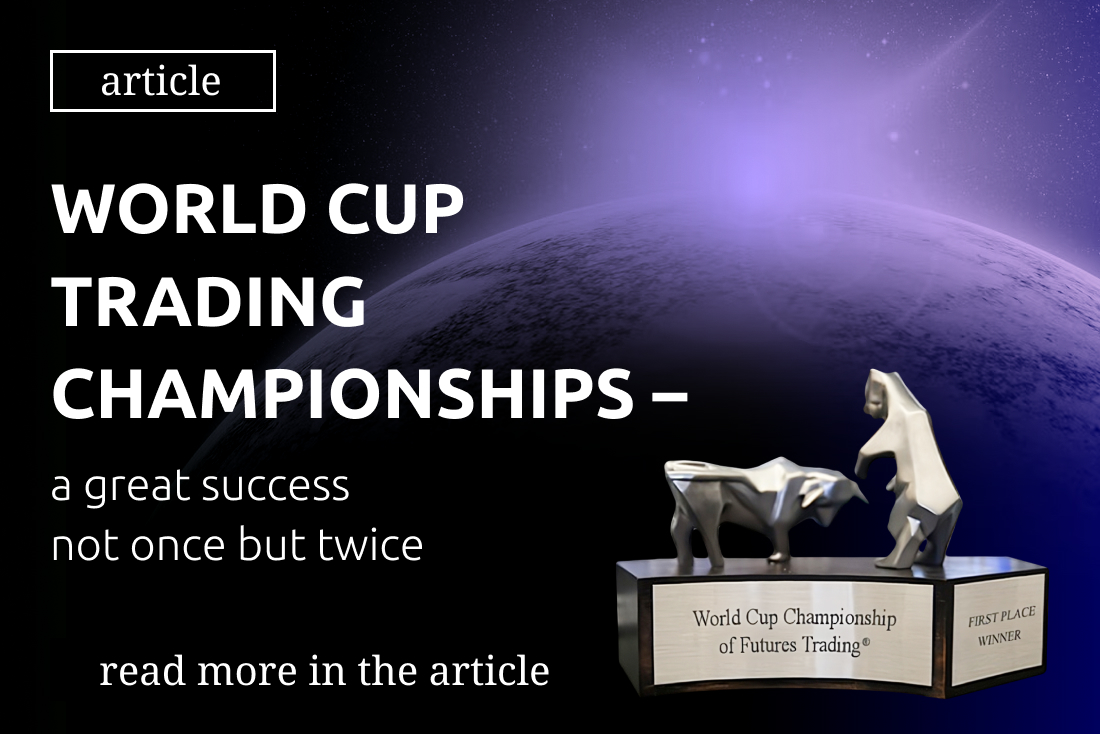 article
WORLD CUP
TRADING
CHAMPIONSHIPS –
a great success
not once but twice
read more in the article
World Cup Championship
of Futures Trading®
FIRST PLACE
WINNER